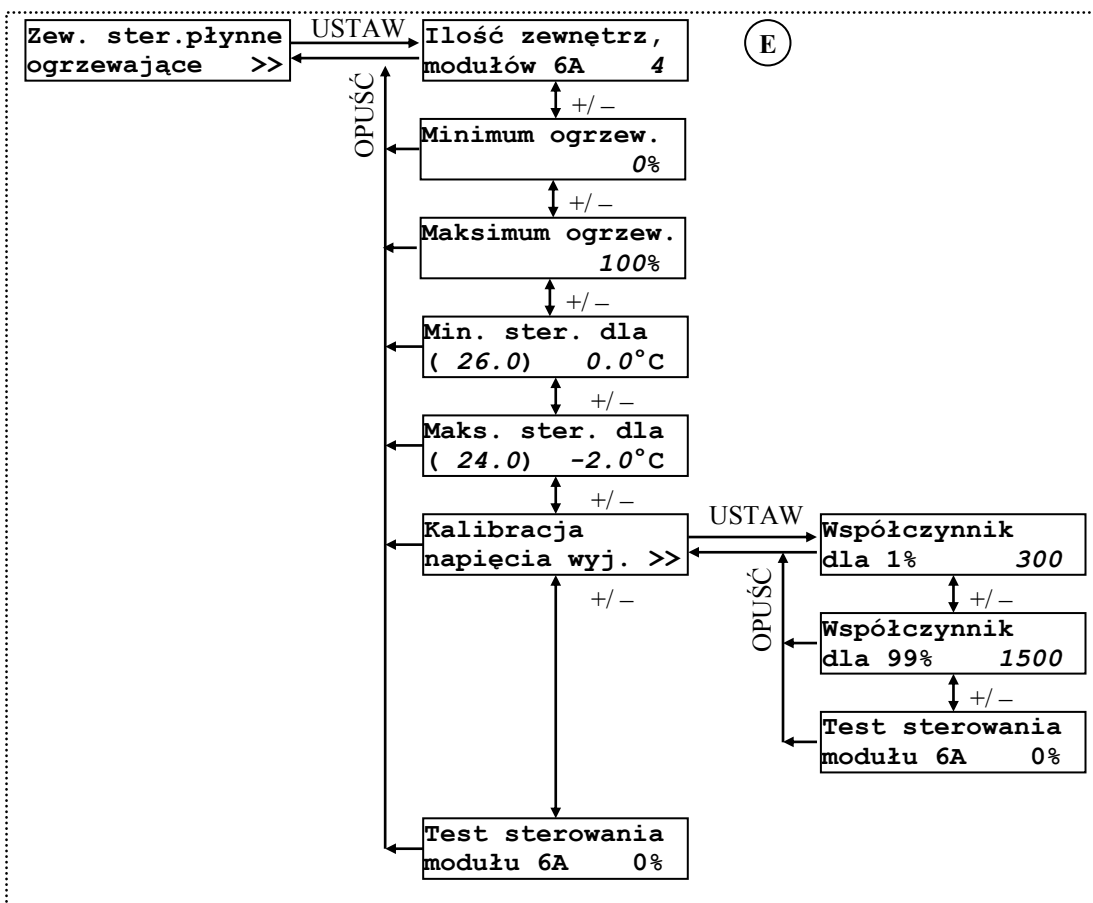 Zew. ster.płynne
ogrzewające >>
USTAW
Ilość zewnętrz,
modułów 6A 4
E
OPUŚĆ
+/ –
Minimum ogrzew.
0%
+/ –
Maksimum ogrzew.
100%
+/ –
Min. ster. dla
( 26.0) 0.0°C
+/ –
Maks. ster. dla
( 24.0) -2.0°C
+/ –
Kalibracja
napięcia wyj. >>
+/ –
USTAW
Współczynnik
dla 1% 300
OPUŚĆ
+/ –
Współczynnik
dla 99% 1500
+/ –
Test sterowania
modułu 6A 0%
Test sterowania
modułu 6A 0%